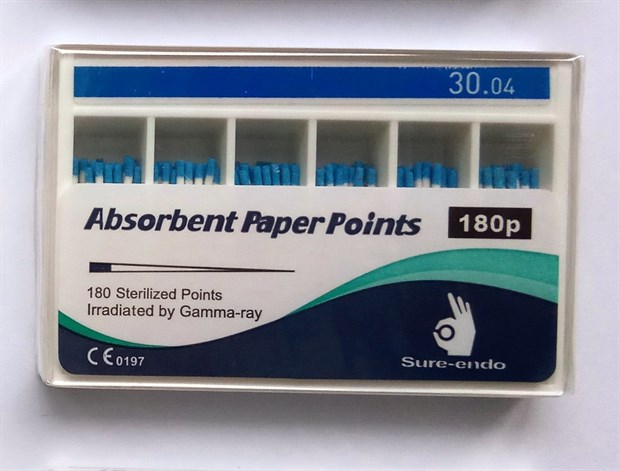 30.04
Absorbent Paper Points 180p
180 Sterilized Points
Irradiated by Gamma-ray
CE 0197
Sure-endo